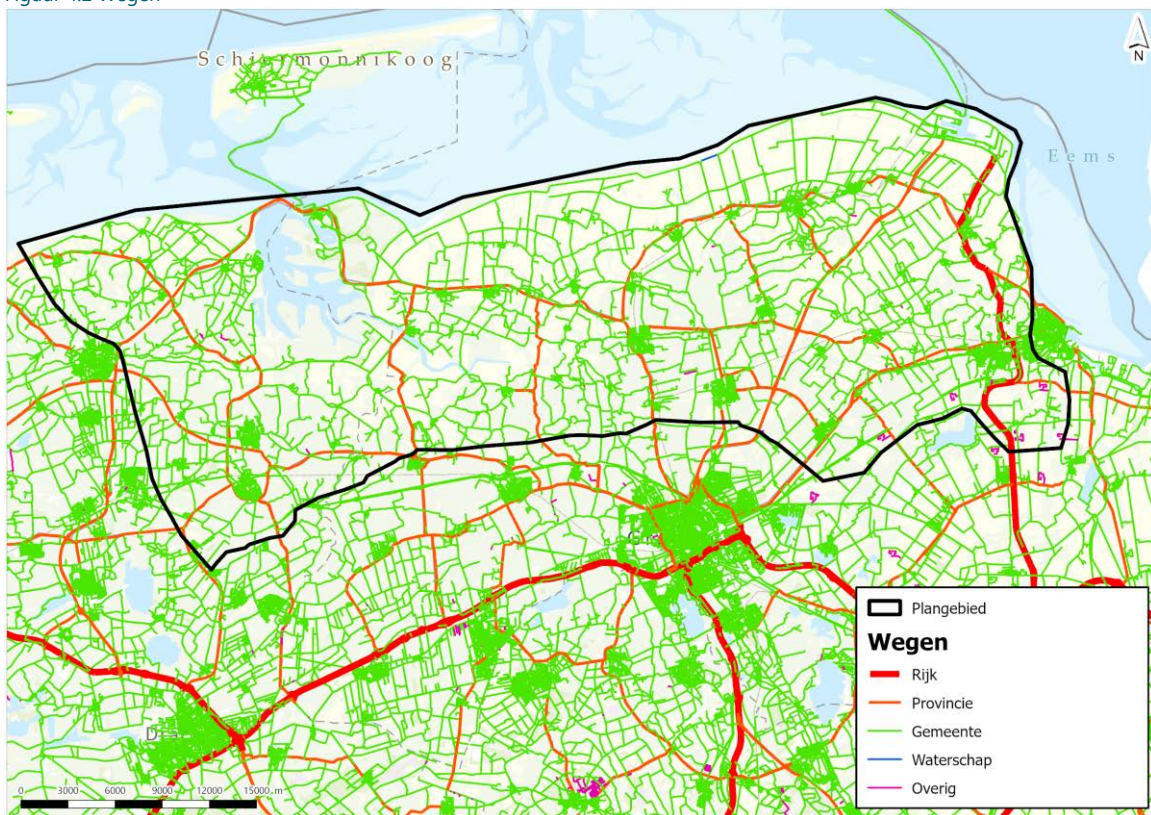 Schiermonnikoog
N
Eems
Plangebied
Wegen
Rijk
Provincie
Gemeente
Waterschap
Overig
0 3000 6000 9000 12000 15000 m